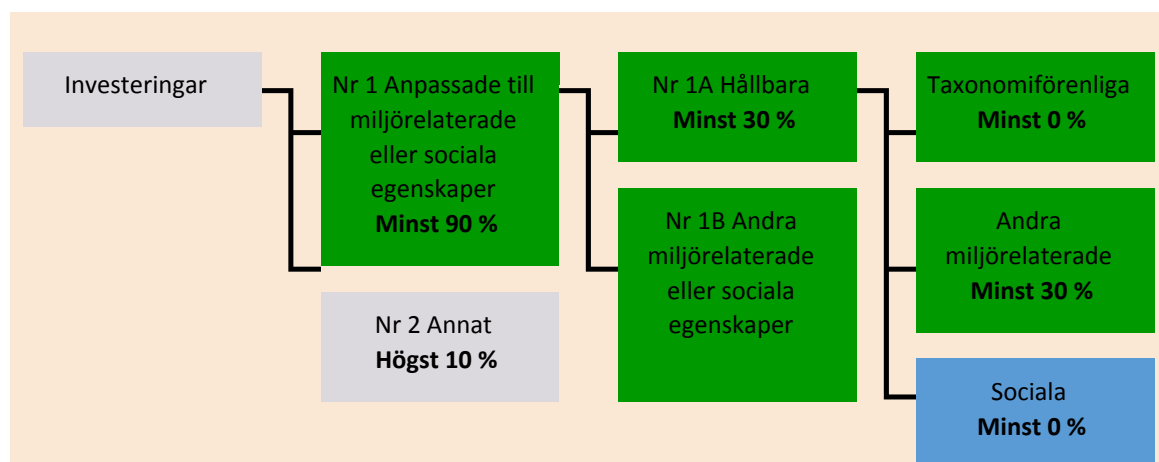 Investeringar
Nr 1 Anpassade till
miljörelaterade
eller sociala
egenskaper
Minst 90 %
Nr 2 Annat
Högst 10 %
Nr 1A Hållbara
Minst 30 %
Nr 1B Andra
miljörelaterade
eller sociala
egenskaper
Taxonomiförenliga
Minst 0 %
Andra
miljörelaterade
Minst 30 %
Sociala
Minst 0 %